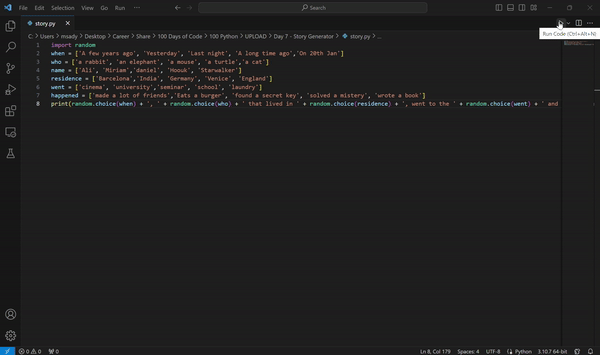 File Edit Selection View Go Run ··· Search
story.py
Run Code (Ctrl+Alt+N)
C: > Users > msady > Desktop > Career > Share > 100 Days of Code > 100 Python > UPLOAD > Day 7 - Story Generator > story.py > ...
1 import random
2 when = ['A few years ago', 'Yesterday', 'Last night', 'A long time ago','On 20th Jan']
3 who = ['a rabbit', 'an elephant', 'a mouse', 'a turtle','a cat']
4 name = ['Ali', 'Miriam','daniel', 'Hoouk', 'Starwalker']
5 residence = ['Barcelona','India', 'Germany', 'Venice', 'England']
6 went = ['cinema', 'university','seminar', 'school', 'laundry']
7 happened = ['made a lot of friends','Eats a burger', 'found a secret key', 'solved a mistery', 'wrote a book']
8 print(random.choice(when) + ', ' + random.choice(who) + ' that lived in ' + random.choice(residence) + ', went to the ' + random.choice(went) + ' and
0 0 0 Ln 8, Col 179 Spaces: 4 UTF-8 Python 3.10.7 64-bit